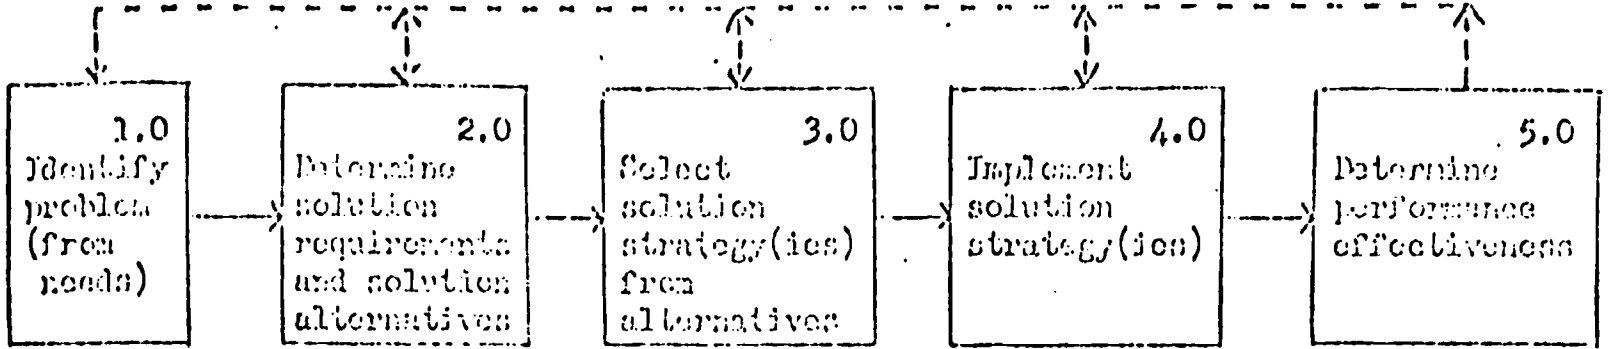 1.0
Identify
problem
(from
needs)
2.0
Determine
solution
requirements
and solution
alternatives
3.0
Select
solution
strategy(ies)
from
alternatives
4.0
Implement
solution
strategy(ies)
5.0
Determine
performance
effectiveness